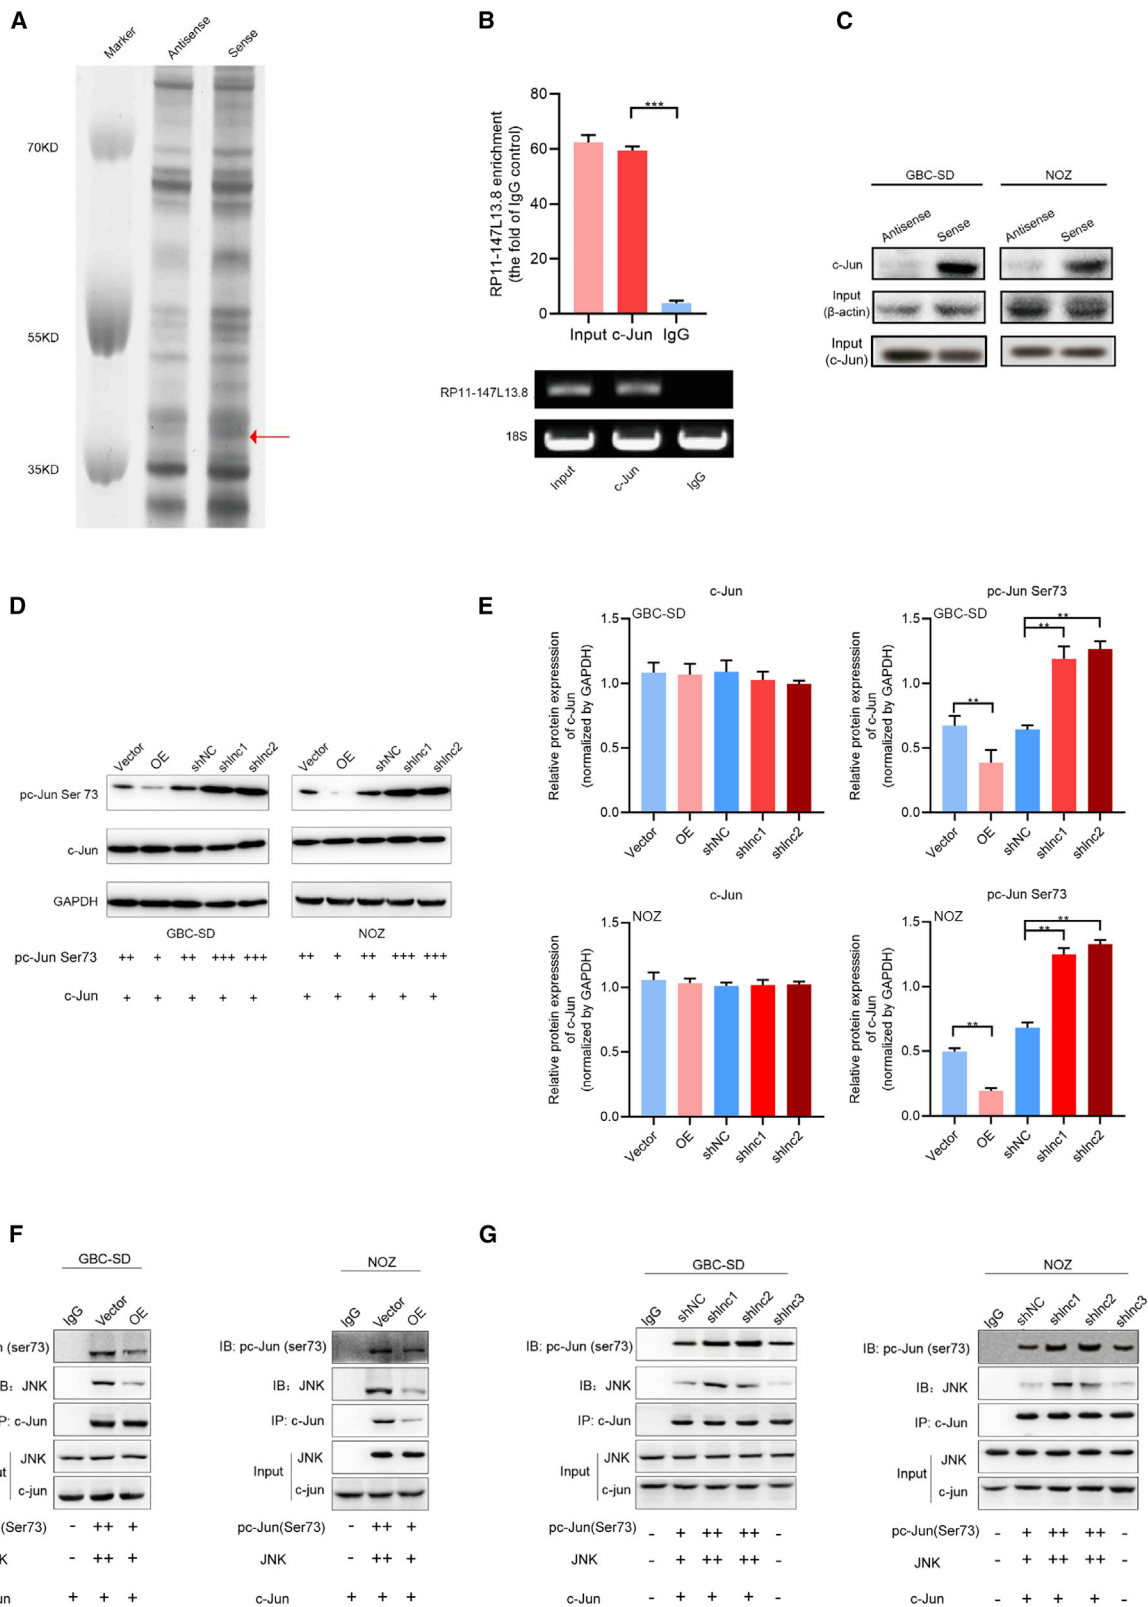 A
Marker
Antisense
Sense
70KD
55KD
35KD
B
RP11-147L13.8 enrichment
(the fold of IgG control)
80
60
40
20
0
***
Input c-Jun IgG
RP11-147L13.8
18S
Input
c-Jun
IgG
C
GBC-SD
NOZ
Antisense
Sense
Antisense
Sense
c-Jun
Input
(β-actin)
Input
(c-Jun)
D
Vector
OE
shNC
shlnc1
shlnc2
Vector
OE
shNC
shlnc1
shlnc2
pc-Jun Ser 73
c-Jun
GAPDH
GBC-SD
NOZ
pc-Jun Ser73 ++ + ++ +++ +++ ++ + ++ +++ +++
c-Jun + + + + + + + + + +
E
c-Jun
GBC-SD
Relative protein expresssion
of c-Jun
(normalized by GAPDH)
1.5
1.0
0.5
0.0
Vector
OE
shNC
shlnc1
shlnc2
pc-Jun Ser73
GBC-SD
Relative protein expresssion
of c-Jun
(normalized by GAPDH)
1.5
1.0
0.5
0.0
**
**
**
Vector
OE
shNC
shlnc1
shlnc2
c-Jun
NOZ
Relative protein expresssion
of c-Jun
(normalized by GAPDH)
1.5
1.0
0.5
0.0
Vector
OE
shNC
shlnc1
shlnc2
pc-Jun Ser73
NOZ
Relative protein expresssion
of c-Jun
(normalized by GAPDH)
1.5
1.0
0.5
0.0
**
**
**
Vector
OE
shNC
shlnc1
shlnc2
F
GBC-SD
IgG
Vector
OE
n (ser73)
B: JNK
P: c-Jun
JNK
ut
c-jun
(Ser73) - ++ +
K - ++ +
un + + +
NOZ
IgG
Vector
OE
IB: pc-Jun (ser73)
IB: JNK
IP: c-Jun
JNK
Input
c-jun
pc-Jun(Ser73) - ++ +
JNK - ++ +
c-Jun + + +
G
GBC-SD
IgG
shNC
shlnc1
shlnc2
shlnc3
IB: pc-Jun (ser73)
IB: JNK
IP: c-Jun
JNK
Input
c-jun
pc-Jun(Ser73) - + ++ ++ -
JNK - + ++ ++ -
c-Jun - + + + -
NOZ
IgG
shNC
shlnc1
shlnc2
shlnc3
IB: pc-Jun (ser73)
IB: JNK
IP: c-Jun
JNK
Input
c-jun
pc-Jun(Ser73) - + ++ ++ -
JNK - + ++ ++ -
c-Jun - + + + -